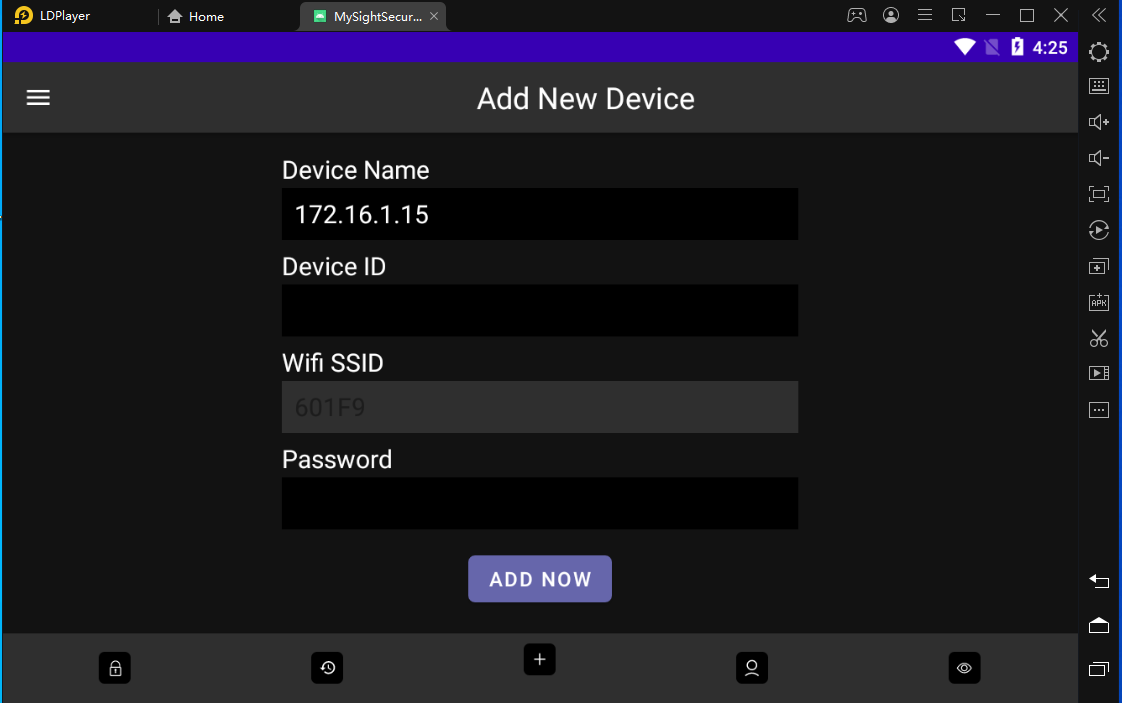 LDPlayer
Home
MySightSecur...
4:25
Add New Device
Device Name
172.16.1.15
Device ID
Wifi SSID
601F9
Password
ADD NOW
APK